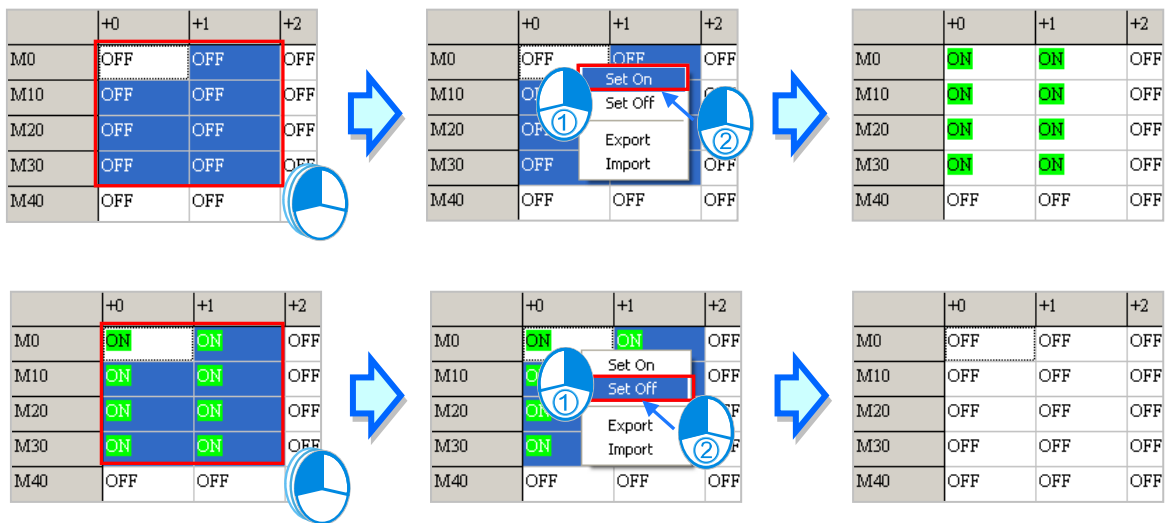 +0 +1 +2
M0 OFF OFF OFF
M10 OFF OFF OFF
M20 OFF OFF OFF
M30 OFF OFF OFF
M40 OFF OFF
+0 +1 +2
M0 OFF OFF OFF
Set On
M10
Set Off
M20
① ②
Export
M30 OFF Import OFF
M40 OFF OFF OFF
+0 +1 +2
M0 ON ON OFF
M10 ON ON OFF
M20 ON ON OFF
M30 ON ON OFF
M40 OFF OFF OFF
+0 +1 +2
M0 ON ON OFF
M10 ON ON OFF
M20 ON ON OFF
M30 ON ON OFF
M40 OFF OFF
+0 +1 +2
M0 ON ON OFF
Set On
M10 OFF
Set Off
① 
M20 ON
Export
M30 ON Import ②
M40 OFF OFF OFF
+0 +1 +2
M0 OFF OFF OFF
M10 OFF OFF OFF
M20 OFF OFF OFF
M30 OFF OFF OFF
M40 OFF OFF OFF